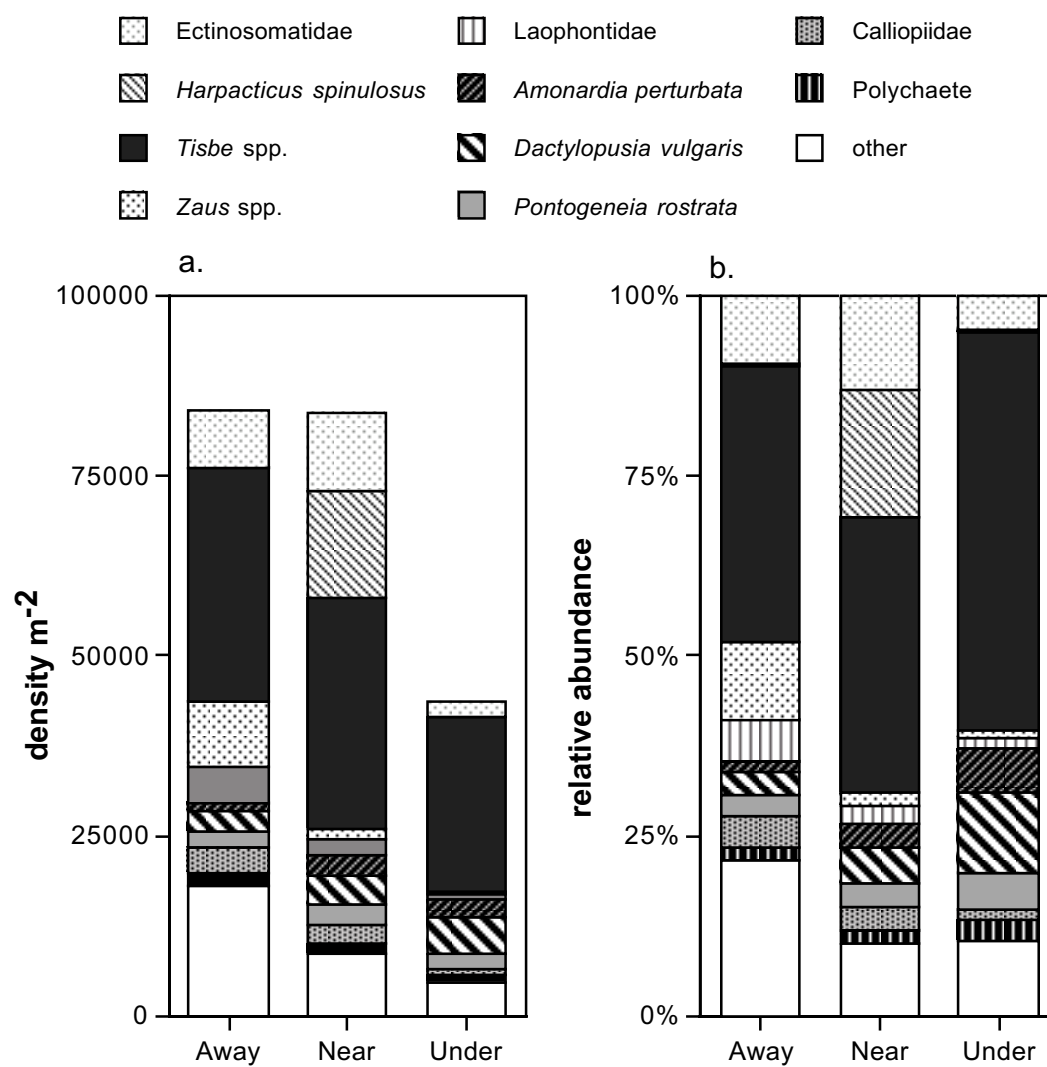 Ectinosomatidae
Laophontidae
Calliopiidae
Harpacticus spinulosus
Amonardia perturbata
Polychaete
Tisbe spp.
Dactylopusia vulgaris
other
Zaus spp.
Pontogeneia rostrata
a.
100000
75000
50000
25000
0
density m-2
Away
Near
Under
b.
100%
75%
50%
25%
0%
relative abundance
Away
Near
Under